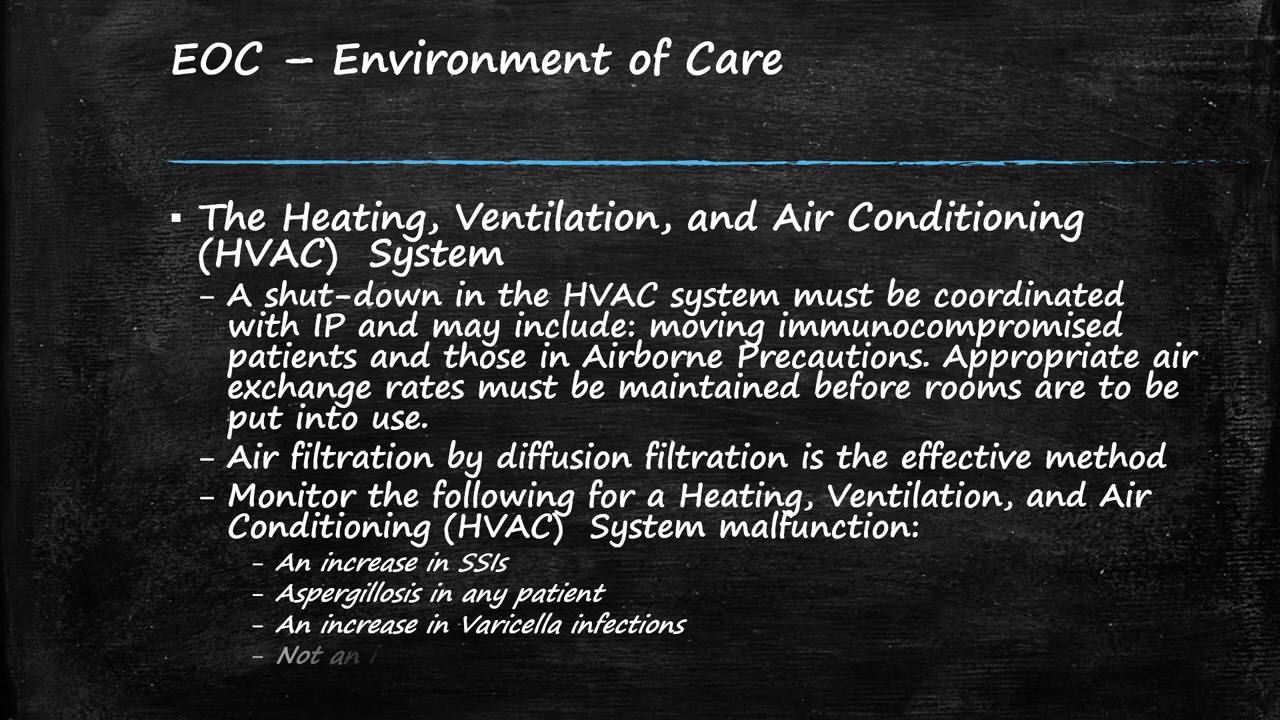 EOC – Environment of Care
▪ The Heating, Ventilation, and Air Conditioning
(HVAC) System
– A shut-down in the HVAC system must be coordinated
with IP and may include: moving immunocompromised
patients and those in Airborne Precautions. Appropriate air
exchange rates must be maintained before rooms are to be
put into use.
– Air filtration by diffusion filtration is the effective method
– Monitor the following for a Heating, Ventilation, and Air
Conditioning (HVAC) System malfunction:
– An increase in SSIs
– Aspergillosis in any patient
– An increase in Varicella infections
– Not an